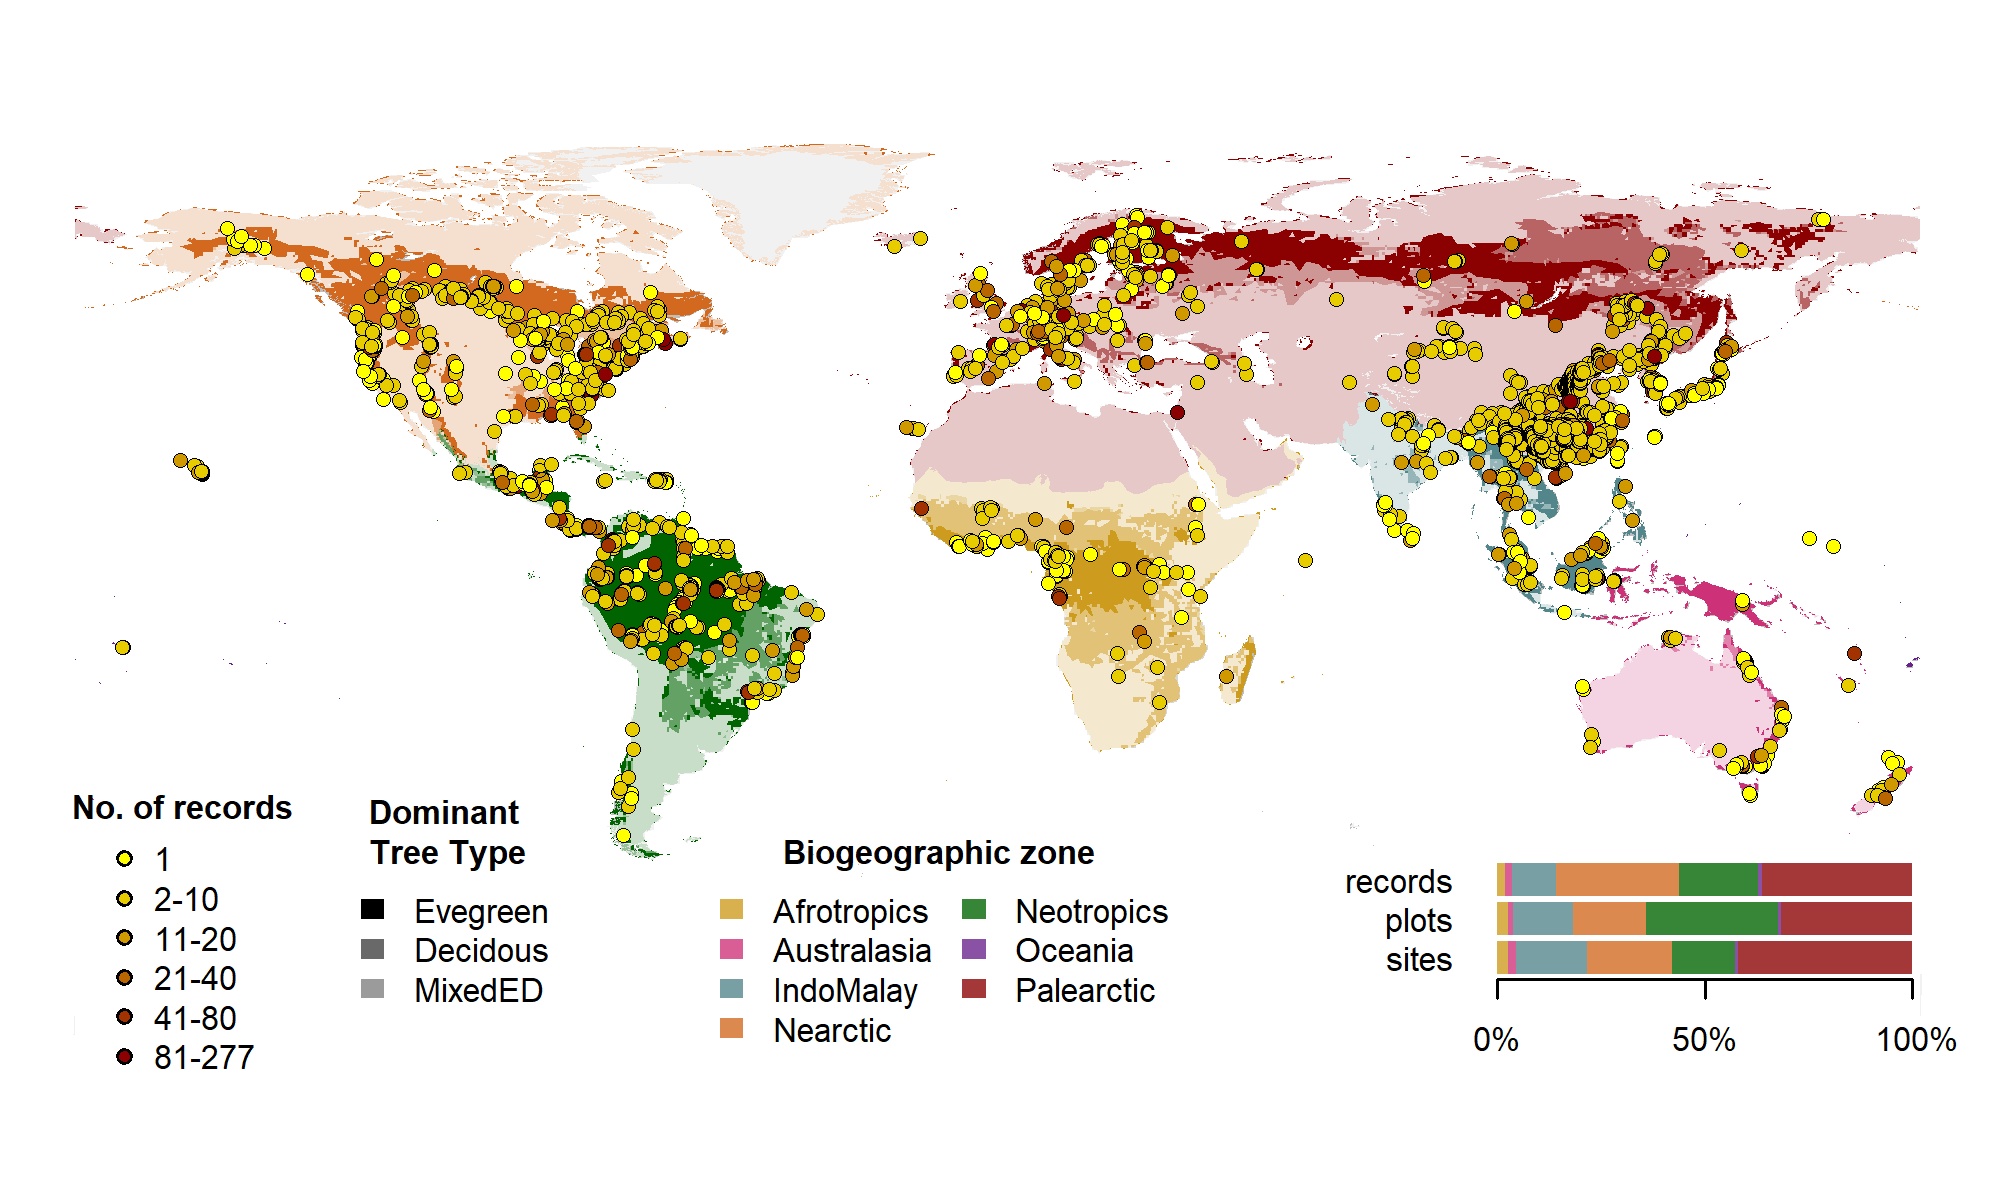 No. of records
1
2-10
11-20
21-40
41-80
81-277
Dominant
Tree Type
Evegreen
Decidous
MixedED
Biogeographic zone
Afrotropics
Australasia
IndoMalay
Nearctic
Neotropics
Oceania
Palearctic
records
plots
sites
0%
50%
100%